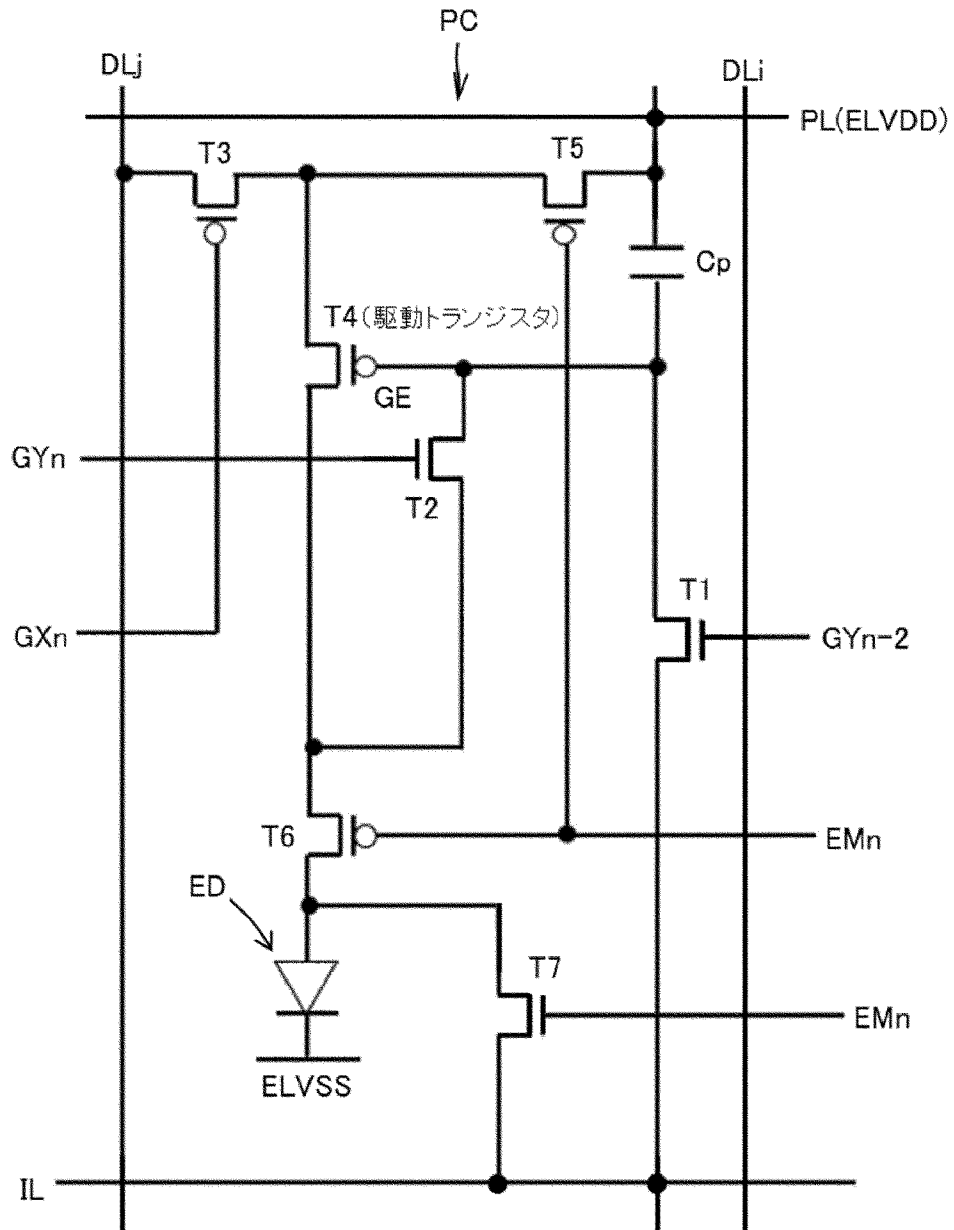 PC
DLj
DLi
PL(ELVDD)
T3
T5
Cp
T4(駆動トランジスタ)
GE
GYn
T2
T1
GXn
GYn-2
T6
EMn
ED
T7
EMn
ELVSS
IL